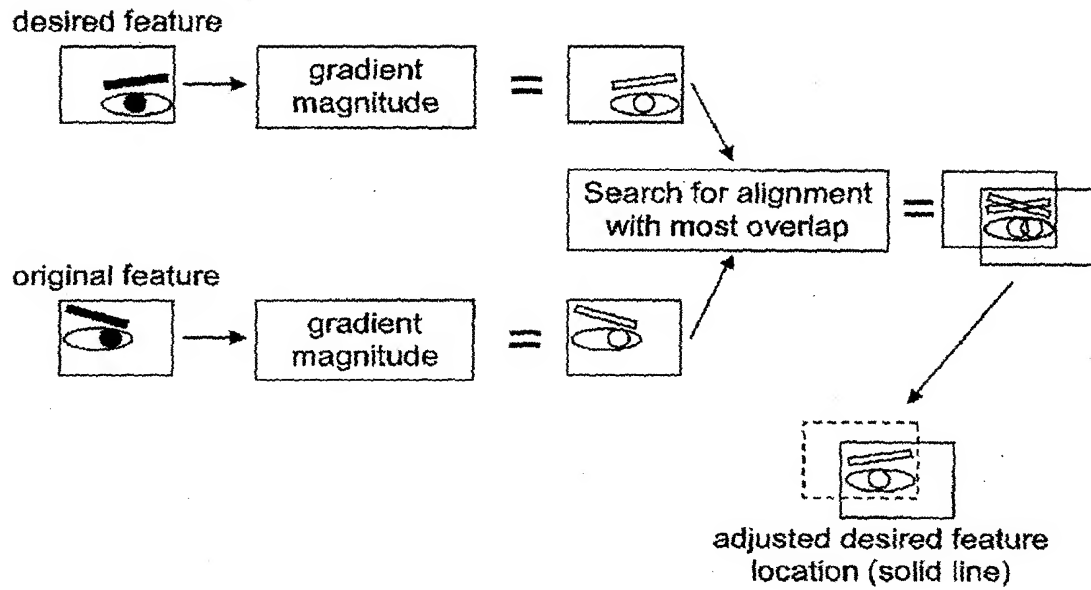 desired feature
gradient
magnitude
=
Search for alignment
with most overlap
=
original feature
gradient
magnitude
=
adjusted desired feature
location (solid line)